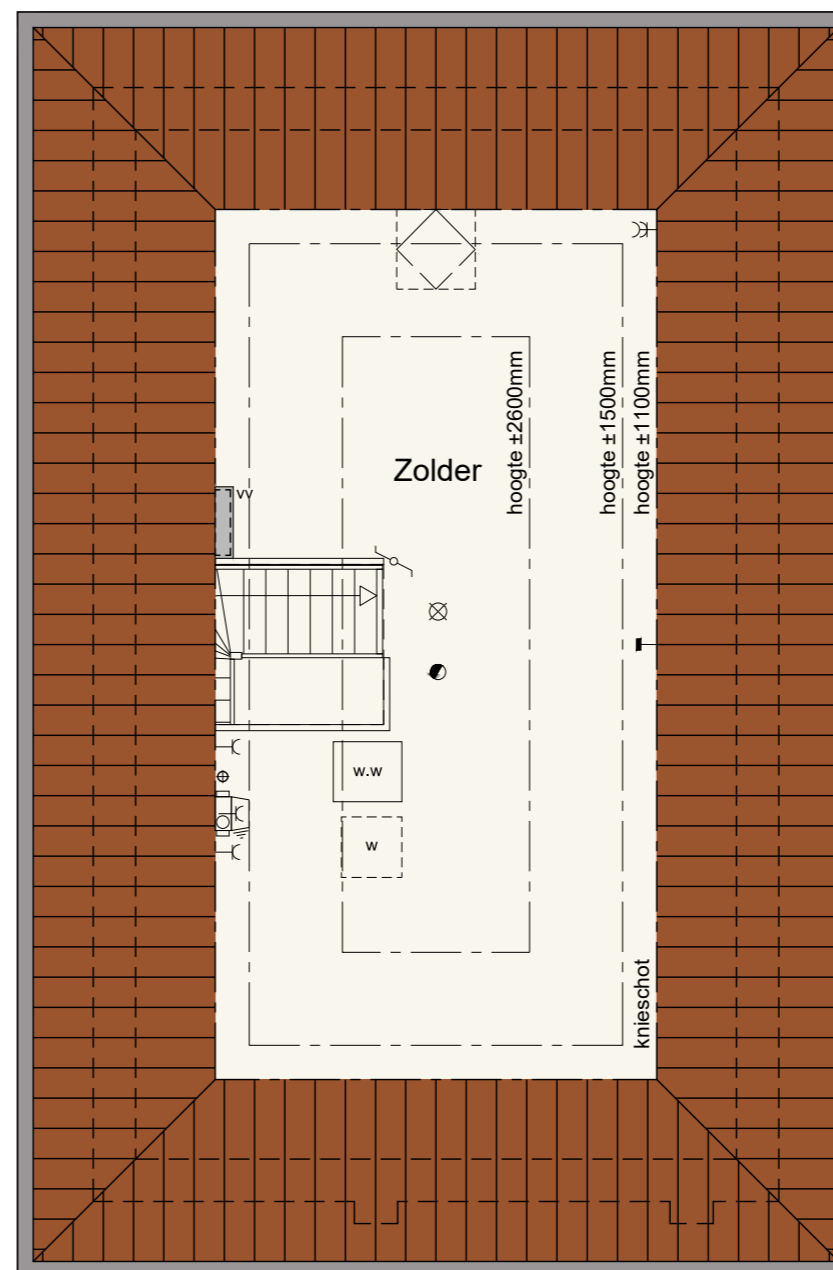 hoogte ±2600mm
hoogte ±1500mm
hoogte ±1100mm
Zolder
vv
w.w
w
knieschot